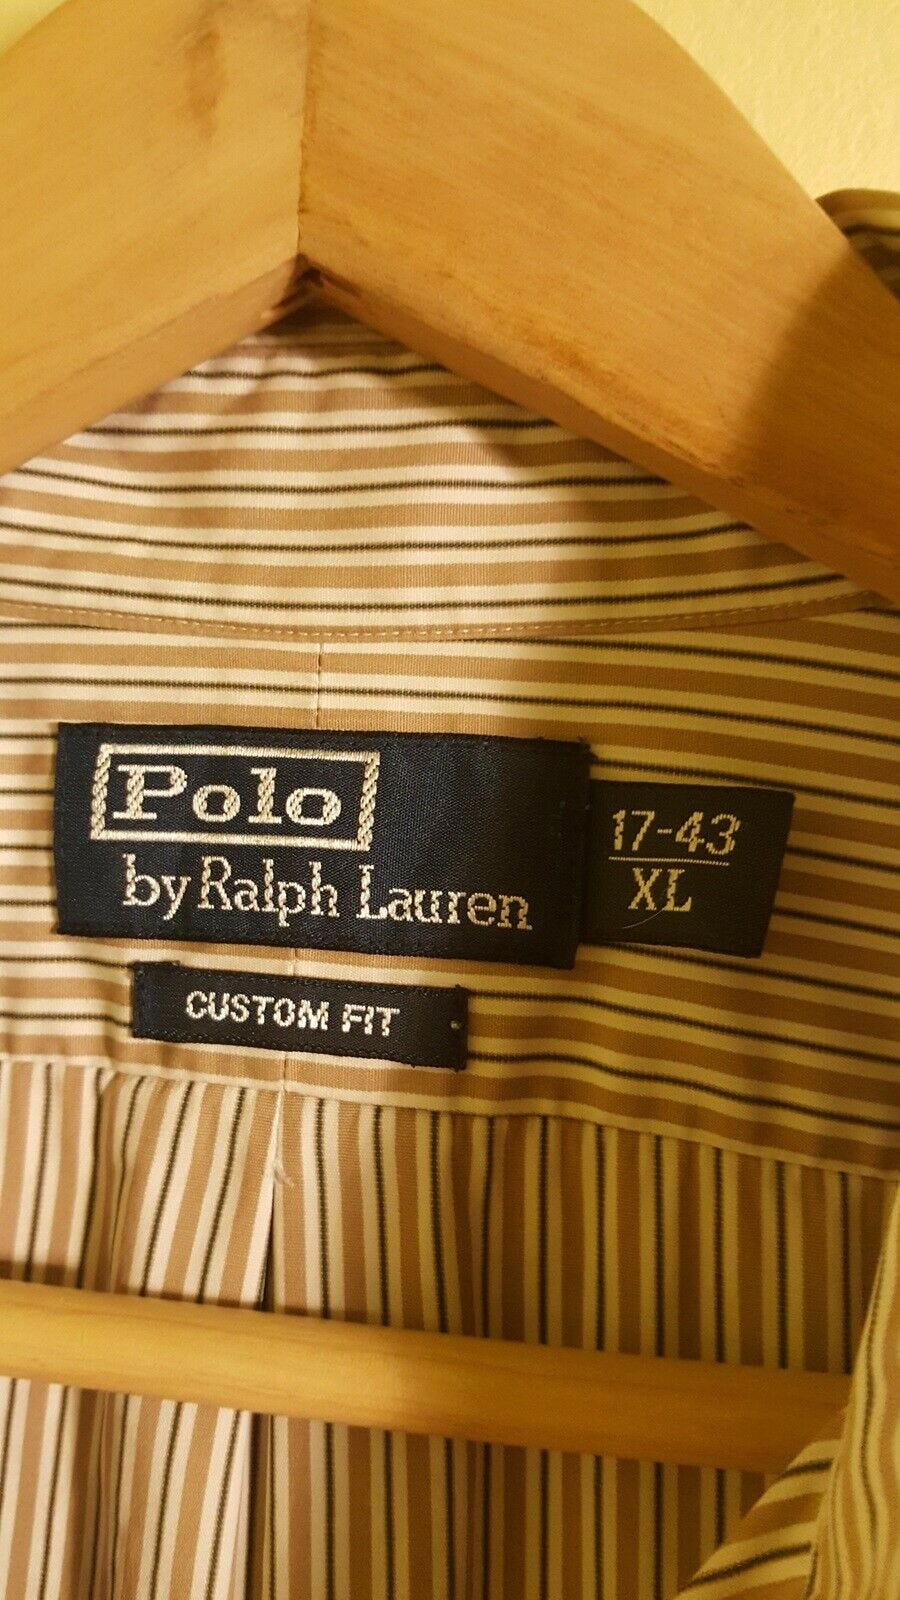 Polo
by Ralph Lauren
17-43
XL
CUSTOM FIT